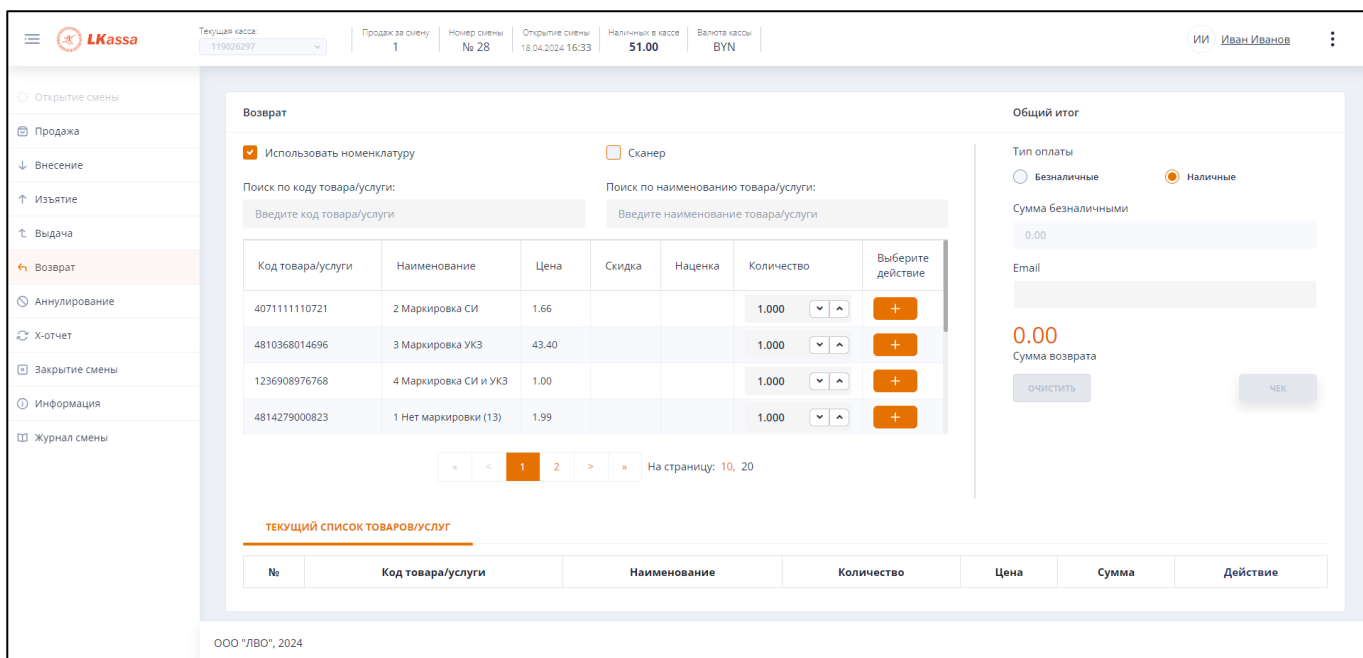 LKassa
Текущая касса:
119026297
Продаж за смену
1
Номер смены
№ 28
Открытие смены
18.04.2024 16:33
Наличных в кассе
51.00
Валюта кассы
BYN
ИИ Иван Иванов
Открытие смены
Продажа
Внесение
Изъятие
Выдача
Возврат
Аннулирование
X-отчет
Закрытие смены
Информация
Журнал смены
Возврат
Использовать номенклатуру
Сканер
Поиск по коду товара/услуги:
Введите код товара/услуги
Поиск по наименованию товара/услуги:
Введите наименование товара/услуги
Код товара/услуги Наименование Цена Скидка Наценка Количество Выберите действие
4071111110721 2 Маркировка СИ 1.66 1.000 +
4810368014696 3 Маркировка УКЗ 43.40 1.000 +
1236908976768 4 Маркировка СИ и УКЗ 1.00 1.000 +
4814279000823 1 Нет маркировки (13) 1.99 1.000 +
« < 1 2 > » На страницу: 10, 20
Общий итог
Тип оплаты
Безналичные Наличные
Сумма безналичными
0.00
Email
0.00
Сумма возврата
ОЧИСТИТЬ ЧЕК
ТЕКУЩИЙ СПИСОК ТОВАРОВ/УСЛУГ
№ Код товара/услуги Наименование Количество Цена Сумма Действие
ООО "ЛВО", 2024